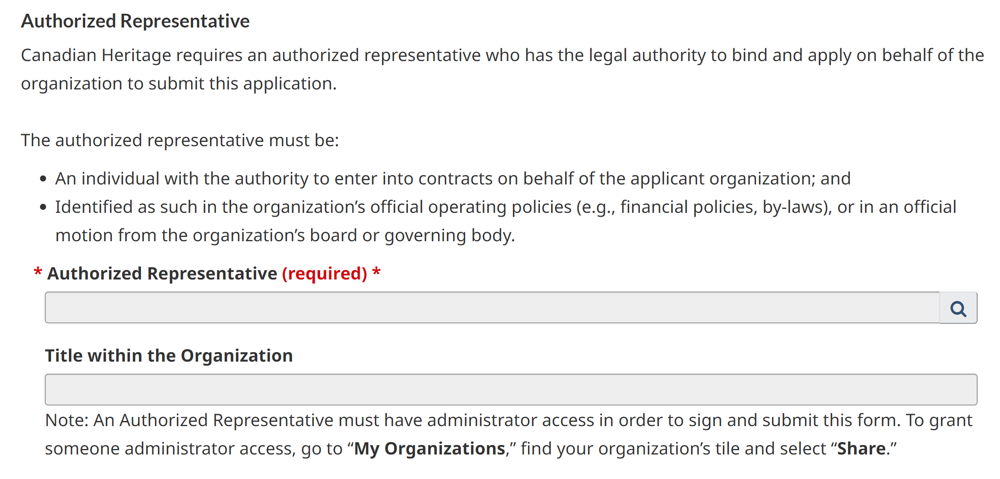 Authorized Representative
Canadian Heritage requires an authorized representative who has the legal authority to bind and apply on behalf of the
organization to submit this application.
The authorized representative must be:
• An individual with the authority to enter into contracts on behalf of the applicant organization; and
• Identified as such in the organization’s official operating policies (e.g., financial policies, by-laws), or in an official
motion from the organization’s board or governing body.
* Authorized Representative (required) *
Title within the Organization
Note: An Authorized Representative must have administrator access in order to sign and submit this form. To grant
someone administrator access, go to “My Organizations,” find your organization’s tile and select “Share.”